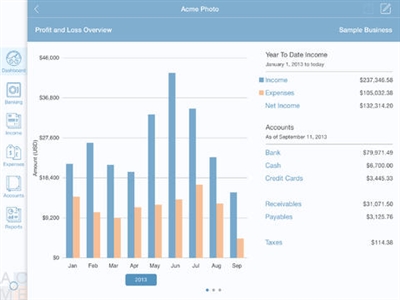 Acme Photo
Profit and Loss Overview
Sample Business
Dashboard
Banking
Income
Expenses
Accounts
Reports
Amount (USD)
$48,000
$36,800
$27,600
$18,400
$9,200
$0
Jan Feb Mar Apr May Jun Jul Aug Sep
2013
Year To Date Income
January 1, 2013 to today
Income $237,346.58
Expenses $105,032.38
Net Income $132,314.20
Accounts
As of September 11, 2013
Bank $79,971.49
Cash $6,700.00
Credit Cards $3,445.33
Receivables $31,071.50
Payables $3,125.76
Taxes $114.58